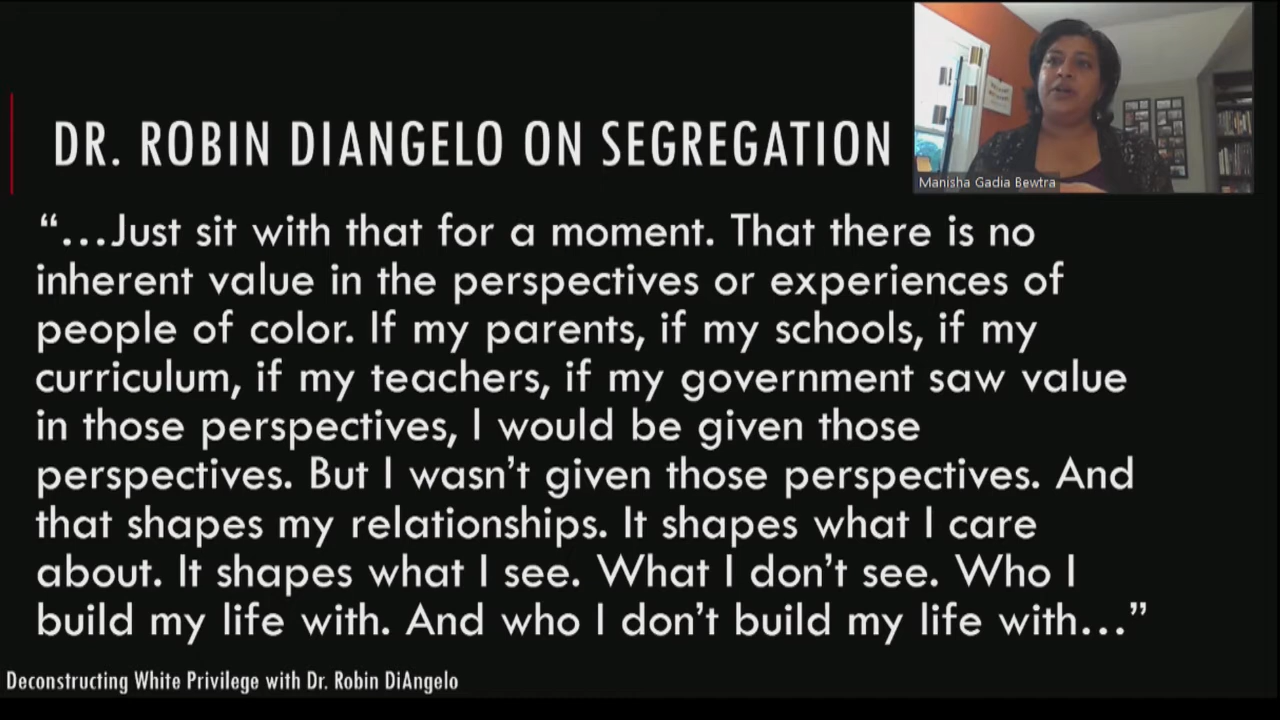 DR. ROBIN DIANGELO ON SEGREGATION
Manisha Gadia Bewtra
“...Just sit with that for a moment. That there is no
inherent value in the perspectives or experiences of
people of color. If my parents, if my schools, if my
curriculum, if my teachers, if my government saw value
in those perspectives, I would be given those
perspectives. But I wasn’t given those perspectives. And
that shapes my relationships. It shapes what I care
about. It shapes what I see. What I don’t see. Who I
build my life with. And who I don’t build my life with...”
Deconstructing White Privilege with Dr. Robin DiAngelo